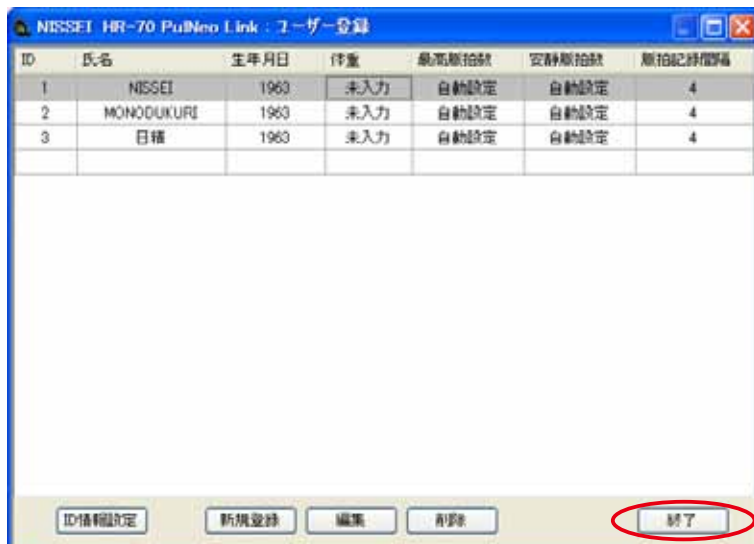 NISSEI HR-70 PulNeo Link : ユーザー登録
ID 氏名 生年月日 体重 最高脈拍数 安静脈拍数 脈拍記録間隔
1 NISSEI 1963 未入力 自動設定 自動設定 4
2 MONODUKURI 1963 未入力 自動設定 自動設定 4
3 日精 1963 未入力 自動設定 自動設定 4
ID情報設定 新規登録 編集 削除 終了